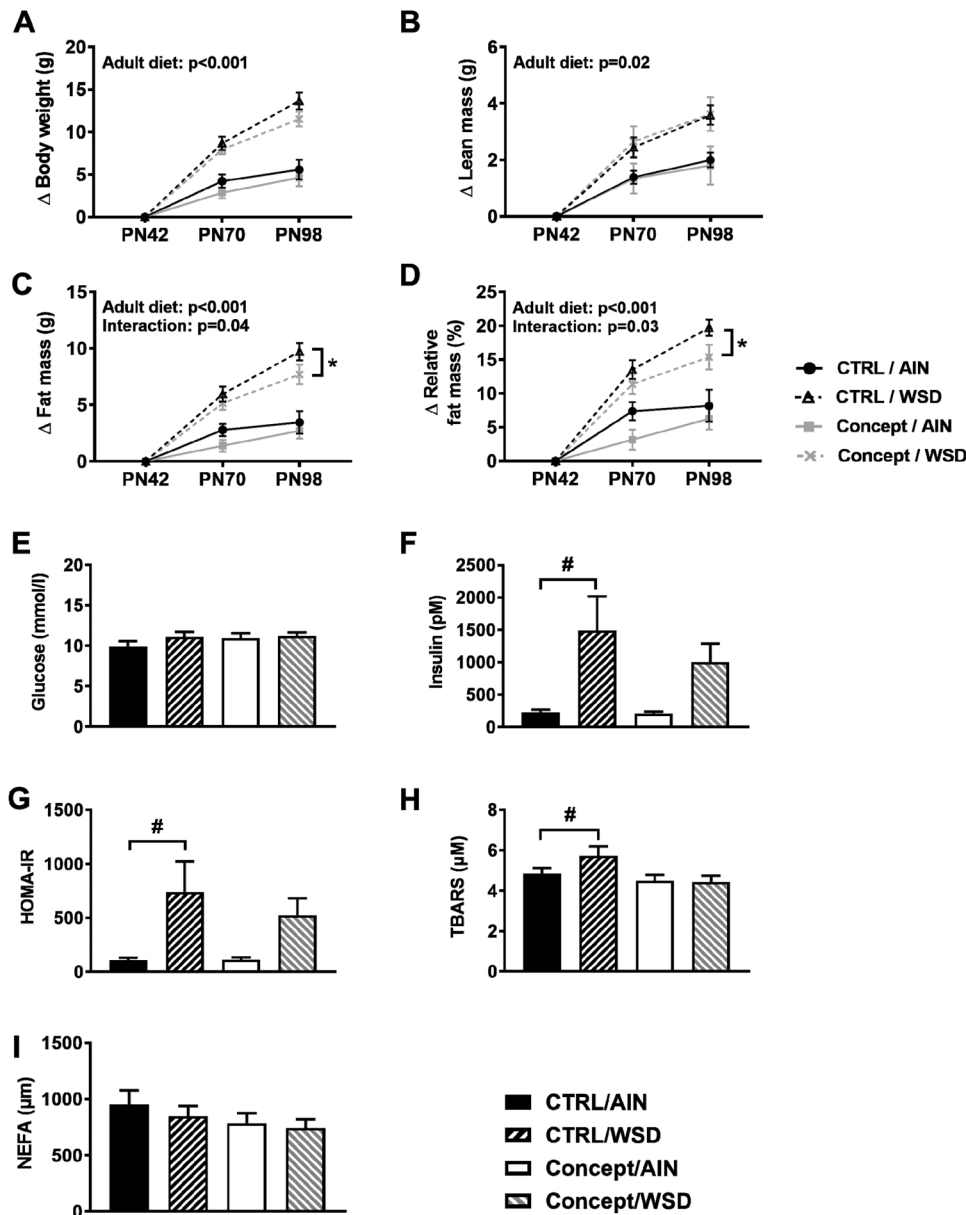 A
Adult diet: p<0.001
Δ Body weight (g)
20
15
10
5
0
PN42 PN70 PN98
B
Adult diet: p=0.02
Δ Lean mass (g)
6
4
2
0
PN42 PN70 PN98
C
Adult diet: p<0.001
Interaction: p=0.04
Δ Fat mass (g)
15
10
5
0
*
PN42 PN70 PN98
D
Adult diet: p<0.001
Interaction: p=0.03
Δ Relative
fat mass (%)
25
20
15
10
5
0
*
PN42 PN70 PN98
CTRL / AIN
CTRL / WSD
Concept / AIN
Concept / WSD
E
Glucose (mmol/l)
20
15
10
5
0
F
Insulin (pM)
2500
2000
1500
1000
500
0
#
G
HOMA-IR
1500
1000
500
0
#
H
TBARS (µM)
8
6
4
2
0
#
I
NEFA (µm)
1500
1000
500
0
CTRL/AIN
CTRL/WSD
Concept/AIN
Concept/WSD